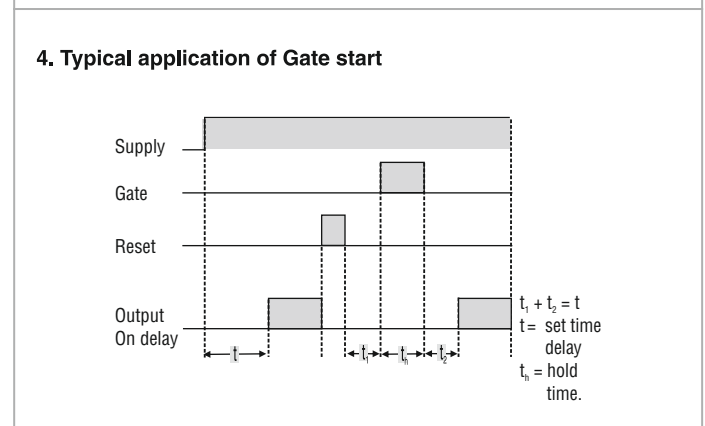 4. Typical application of Gate start
Supply
Gate
Reset
Output
On delay
t
t₁
tₕ
t₂
t₁ + t₂ = t
t = set time
delay
tₕ = hold
time.